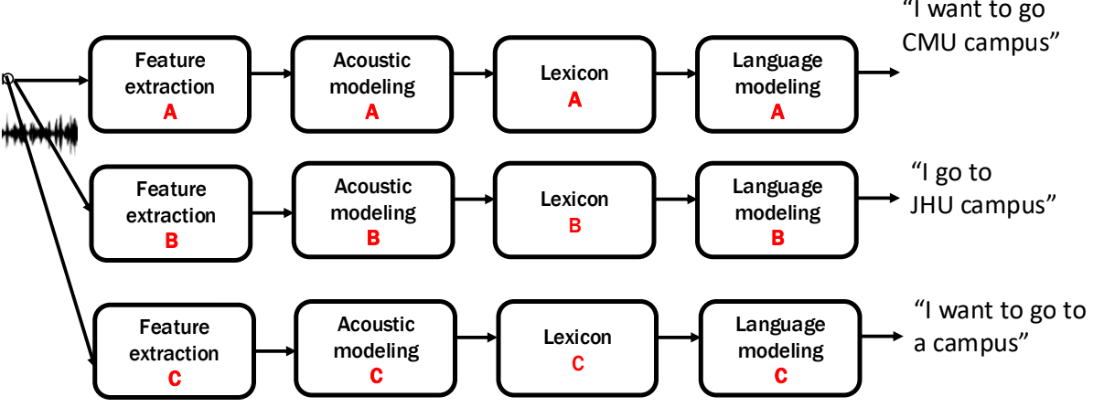 “I want to go
CMU campus”
Feature
extraction
A
Acoustic
modeling
A
Lexicon
A
Language
modeling
A
Feature
extraction
B
Acoustic
modeling
B
Lexicon
B
Language
modeling
B
“I go to
JHU campus”
Feature
extraction
C
Acoustic
modeling
C
Lexicon
C
Language
modeling
C
“I want to go to
a campus”